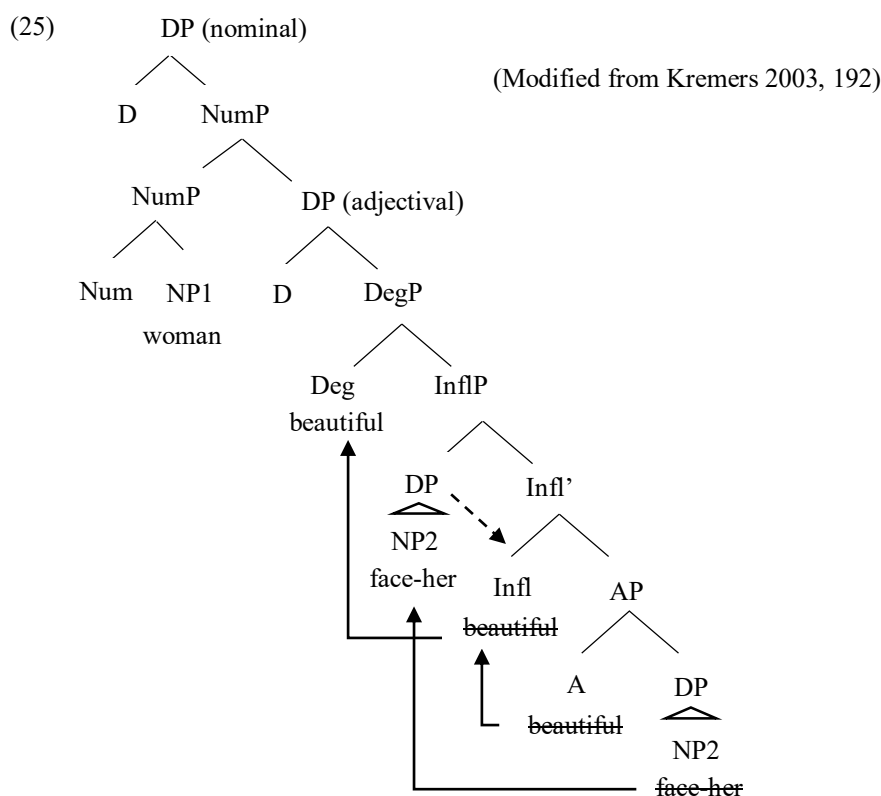 (25) DP (nominal)
(Modified from Kremers 2003, 192)
D NumP
NumP DP (adjectival)
Num NP1 D DegP
woman
Deg InflP
beautiful
DP Infl’
NP2
face-her Infl AP
beautiful
A DP
beautiful
NP2
face-her